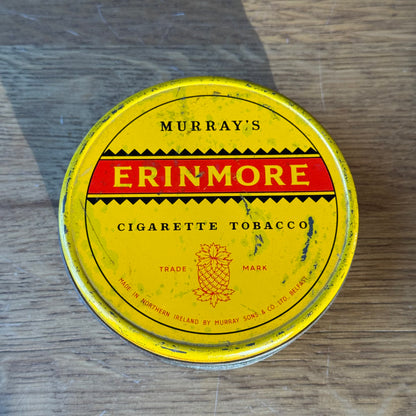 MURRAY'S
ERINMORE
CIGARETTE TOBACCO
TRADE MARK
MADE IN NORTHERN IRELAND BY MURRAY SONS & CO., LTD., BELFAST